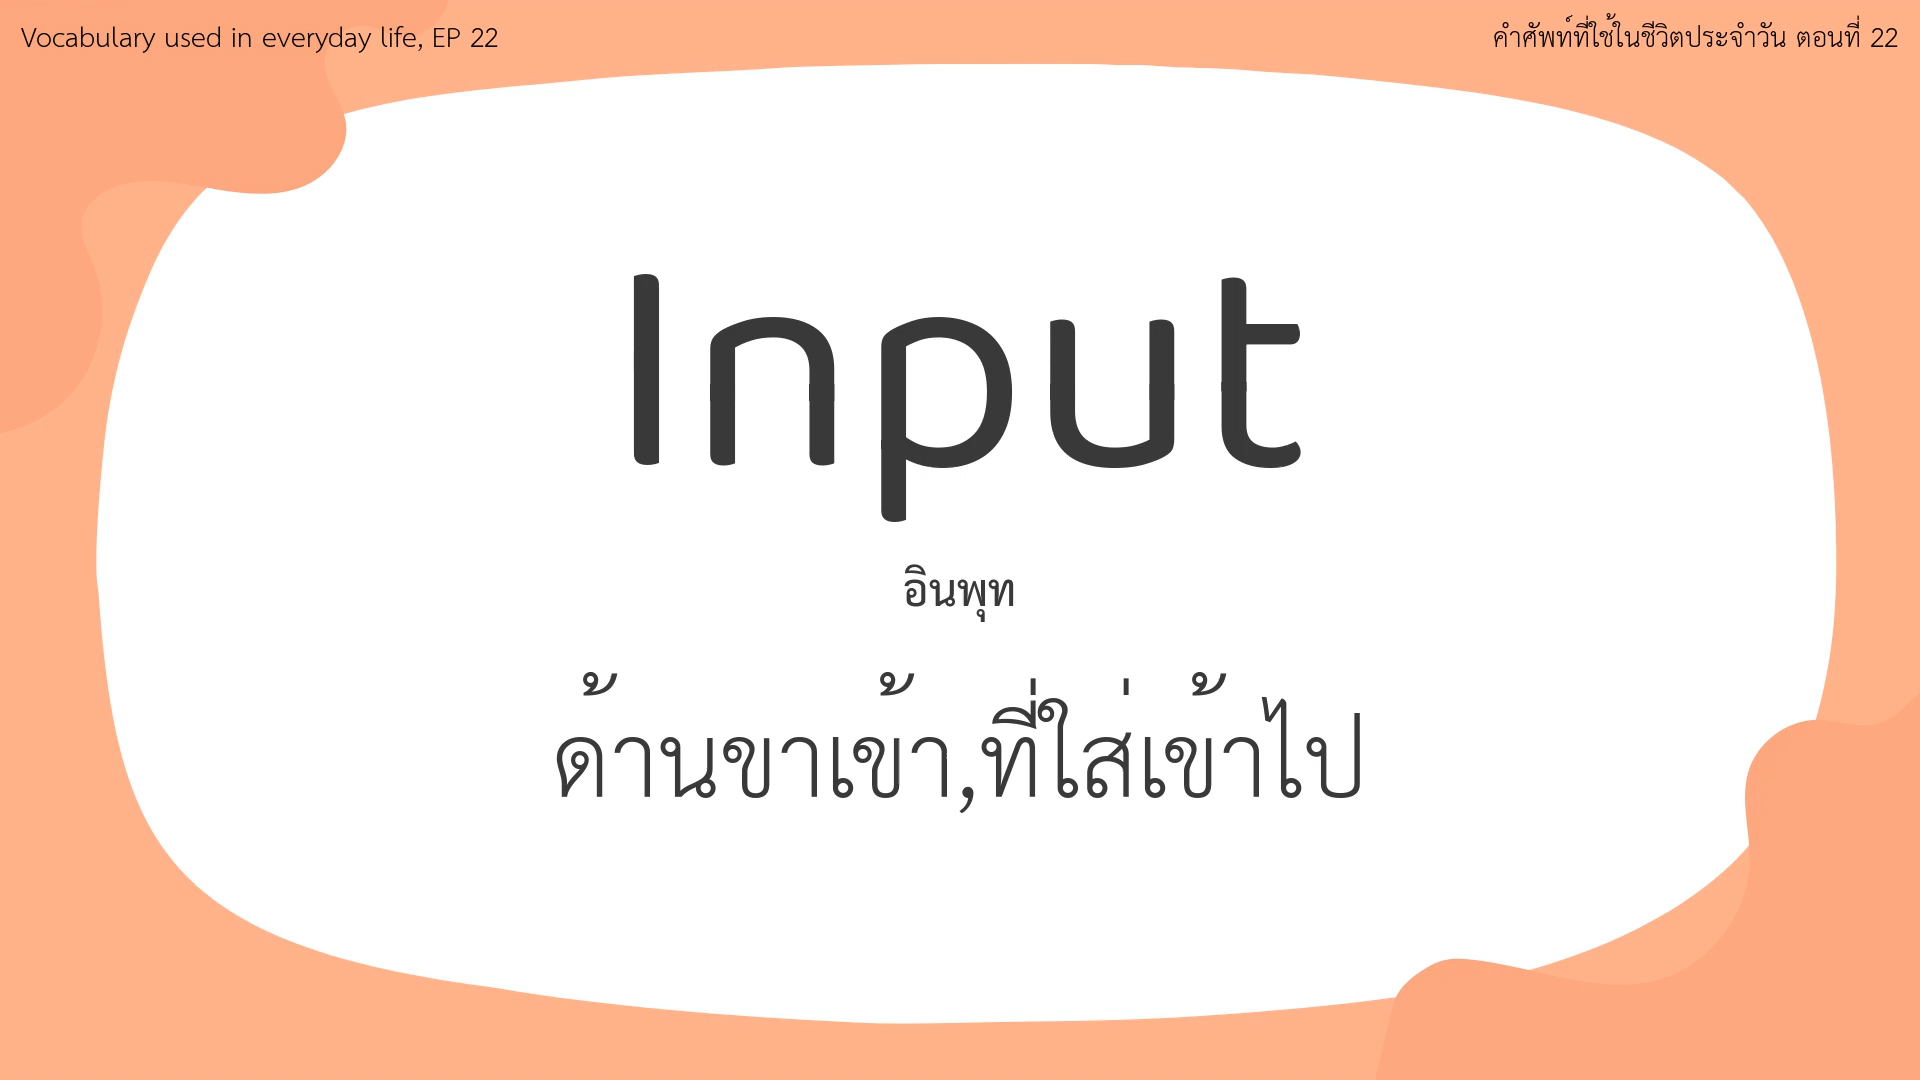 Vocabulary used in everyday life, EP 22
คำศัพท์ที่ใช้ในชีวิตประจำวัน ตอนที่ 22
Input
อินพุท
ด้านขาเข้า,ที่ใส่เข้าไป